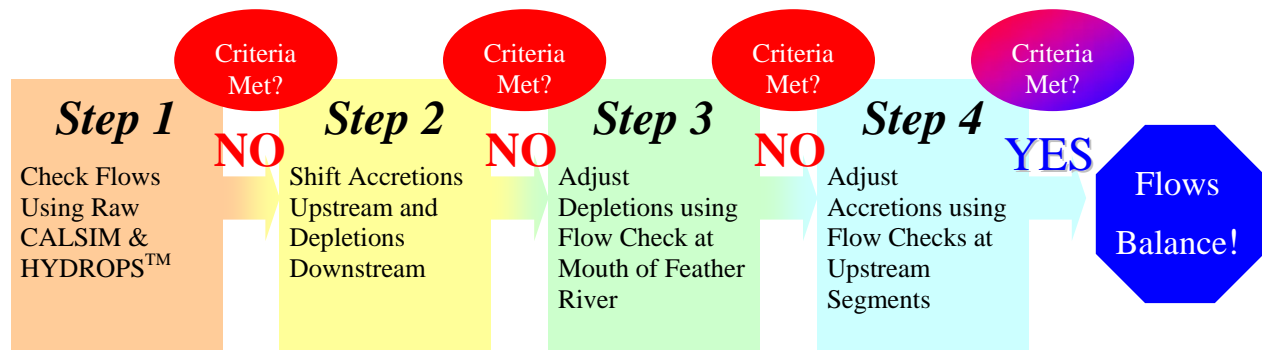 Criteria
Met?
Criteria
Met?
Criteria
Met?
Criteria
Met?
Step 1
Check Flows
Using Raw
CALSIM &
HYDROPS™
NO
Step 2
Shift Accretions
Upstream and
Depletions
Downstream
NO
Step 3
Adjust
Depletions using
Flow Check at
Mouth of Feather
River
NO
Step 4
Adjust
Accretions using
Flow Checks at
Upstream
Segments
YES
Flows
Balance!